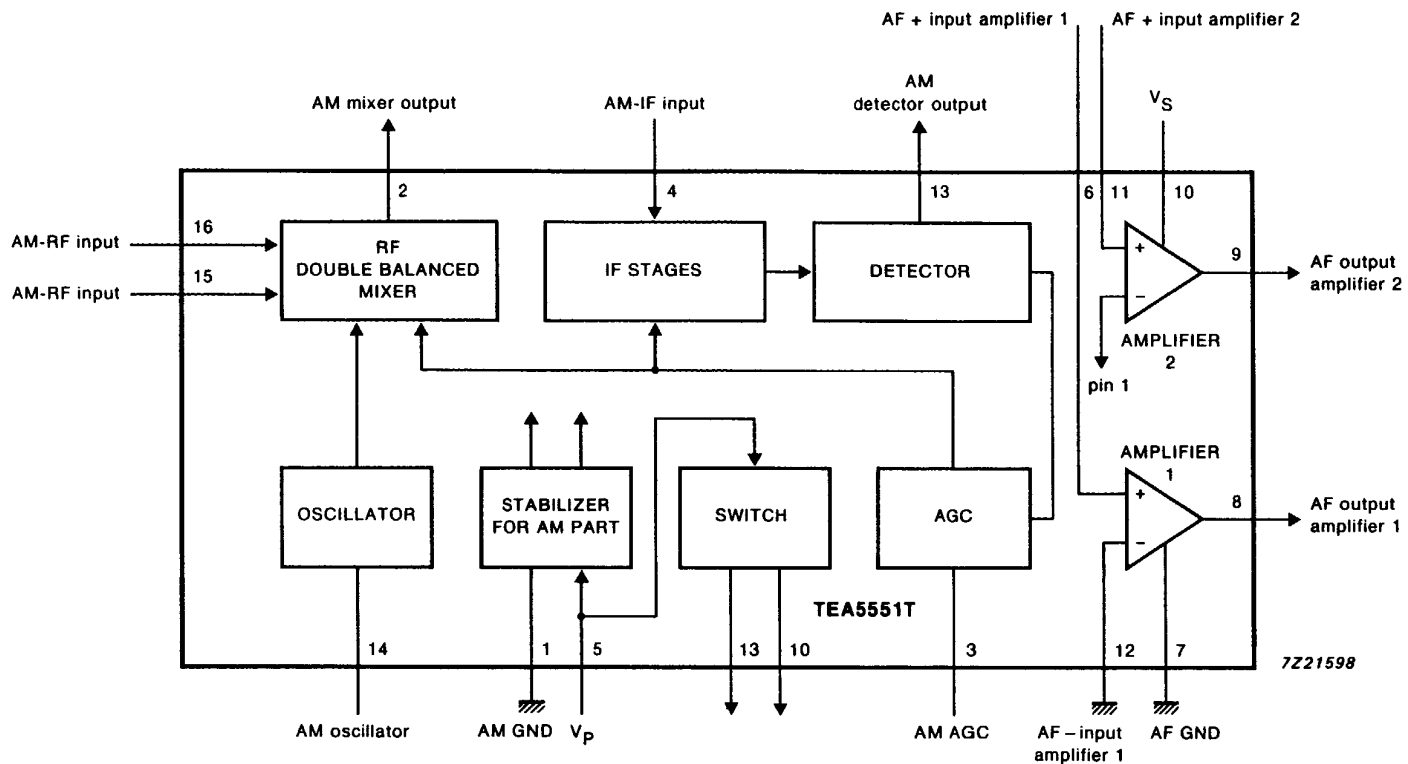 AF + input amplifier 1
AF + input amplifier 2
AM mixer output
AM-IF input
AM
detector output
VS
2
4
13
6
11
10
AM-RF input
16
AM-RF input
15
RF
DOUBLE BALANCED
MIXER
IF STAGES
DETECTOR
+
−
9
AF output
amplifier 2
AMPLIFIER
2
pin 1
OSCILLATOR
STABILIZER
FOR AM PART
SWITCH
AGC
AMPLIFIER
1
+
−
8
AF output
amplifier 1
TEA5551T
14
1
5
13
10
3
12
7
7Z21598
AM oscillator
AM GND
VP
AM AGC
AF – input
amplifier 1
AF GND